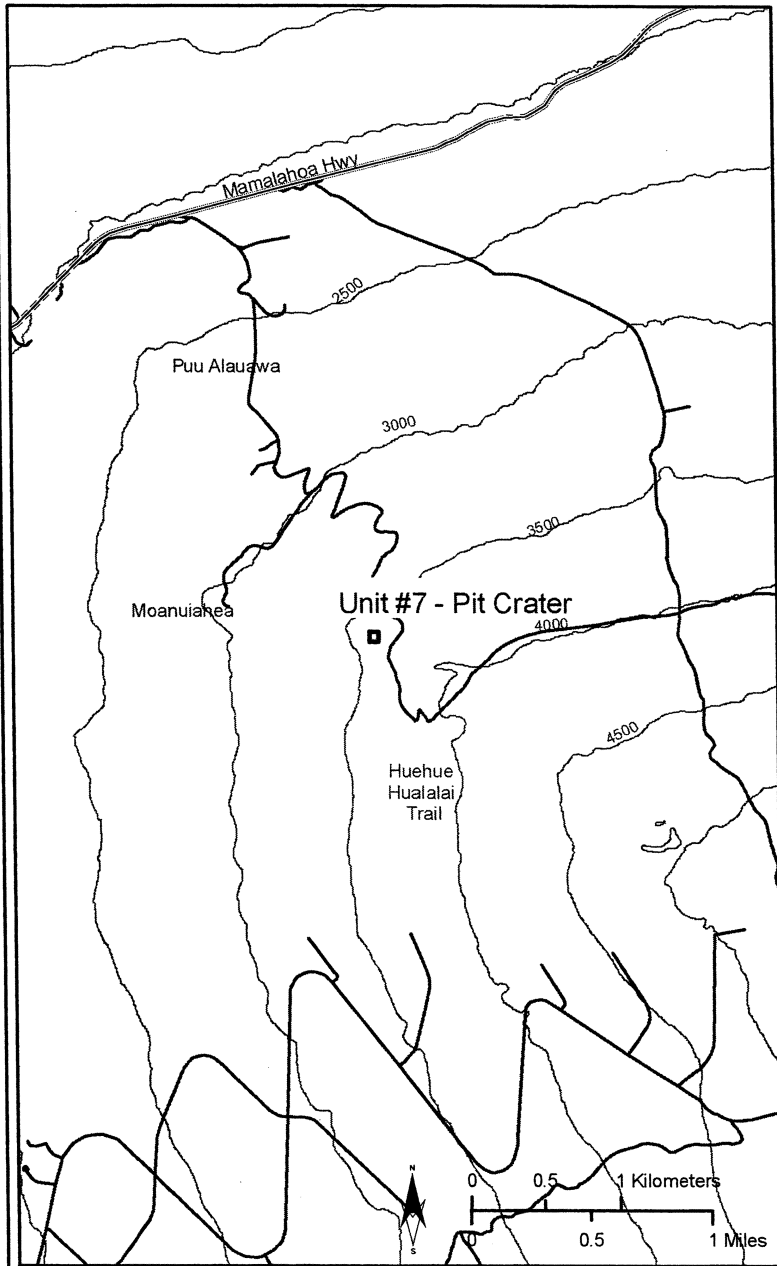 Mamalahoa Hwy
2500
Puu Alauawa
3000
3500
Moanuiahea
Unit #7 - Pit Crater
4000
4500
Huehue
Hualalai
Trail
N
S
0 0.5 1 Kilometers
0 0.5 1 Miles